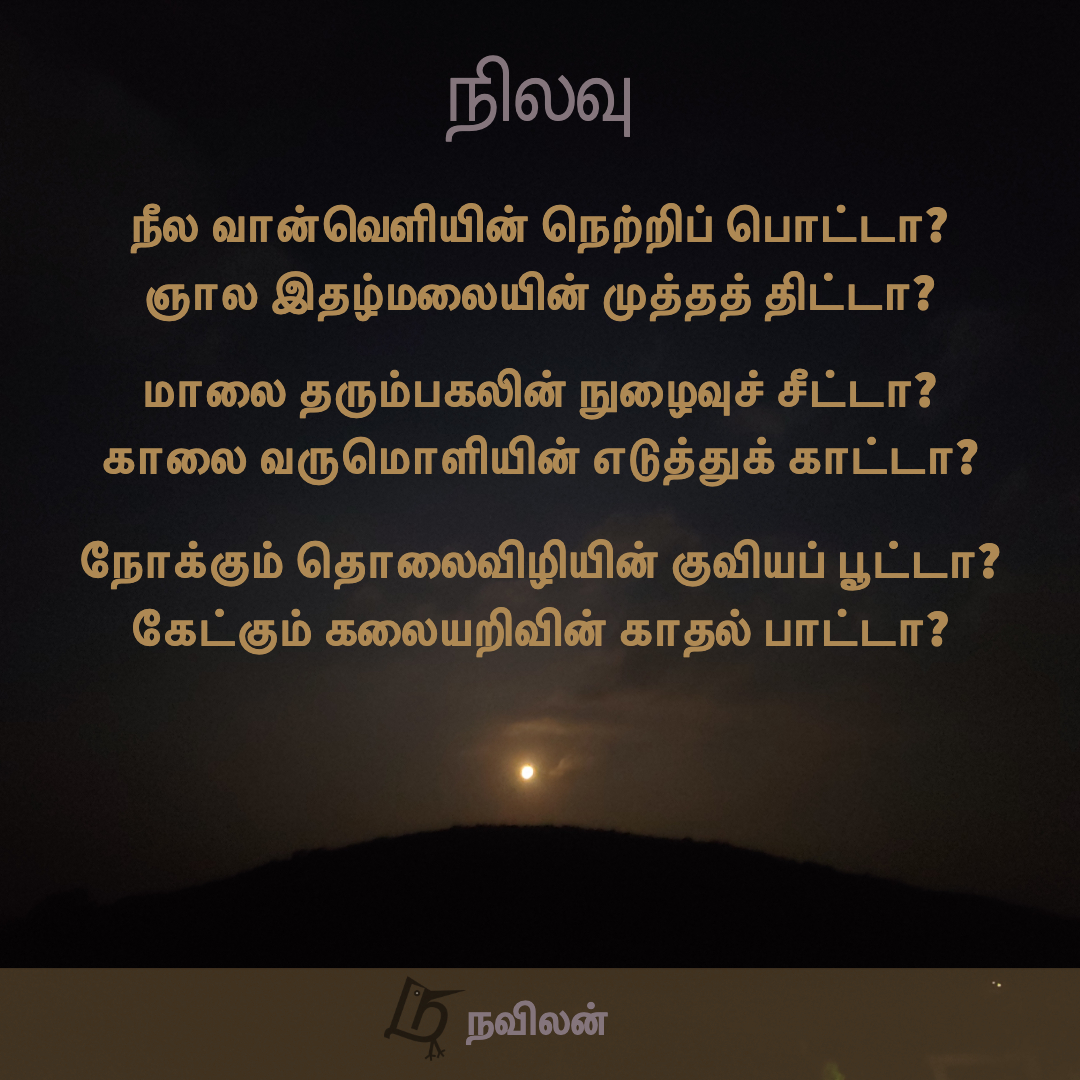 நிலவு
நீல வான்வெளியின் நெற்றிப் பொட்டா?
ஞால இதழ்மலையின் முத்தத் திட்டா?
மாலை தரும்பகலின் நுழைவுச் சீட்டா?
காலை வருமொளியின் எடுத்துக் காட்டா?
நோக்கும் தொலைவிழியின் குவியப் பூட்டா?
கேட்கும் கலையறிவின் காதல் பாட்டா?
நவிலன்